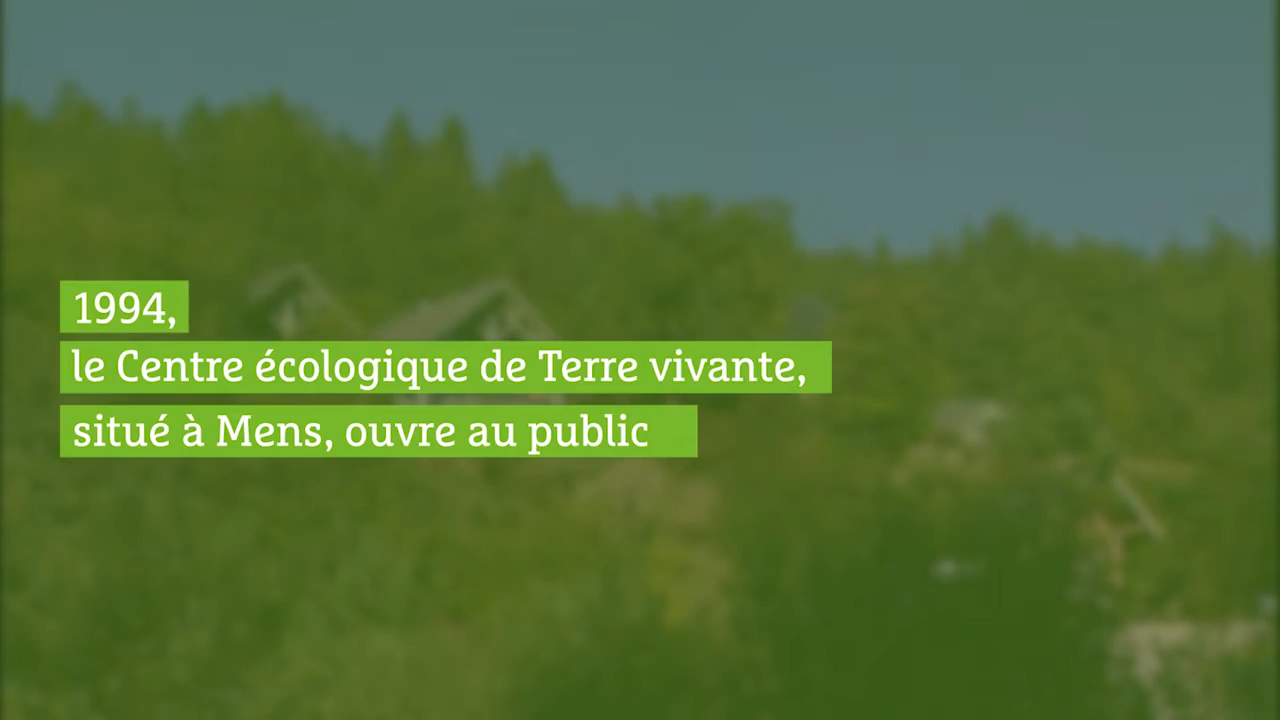 1994,
le Centre écologique de Terre vivante,
situé à Mens, ouvre au public